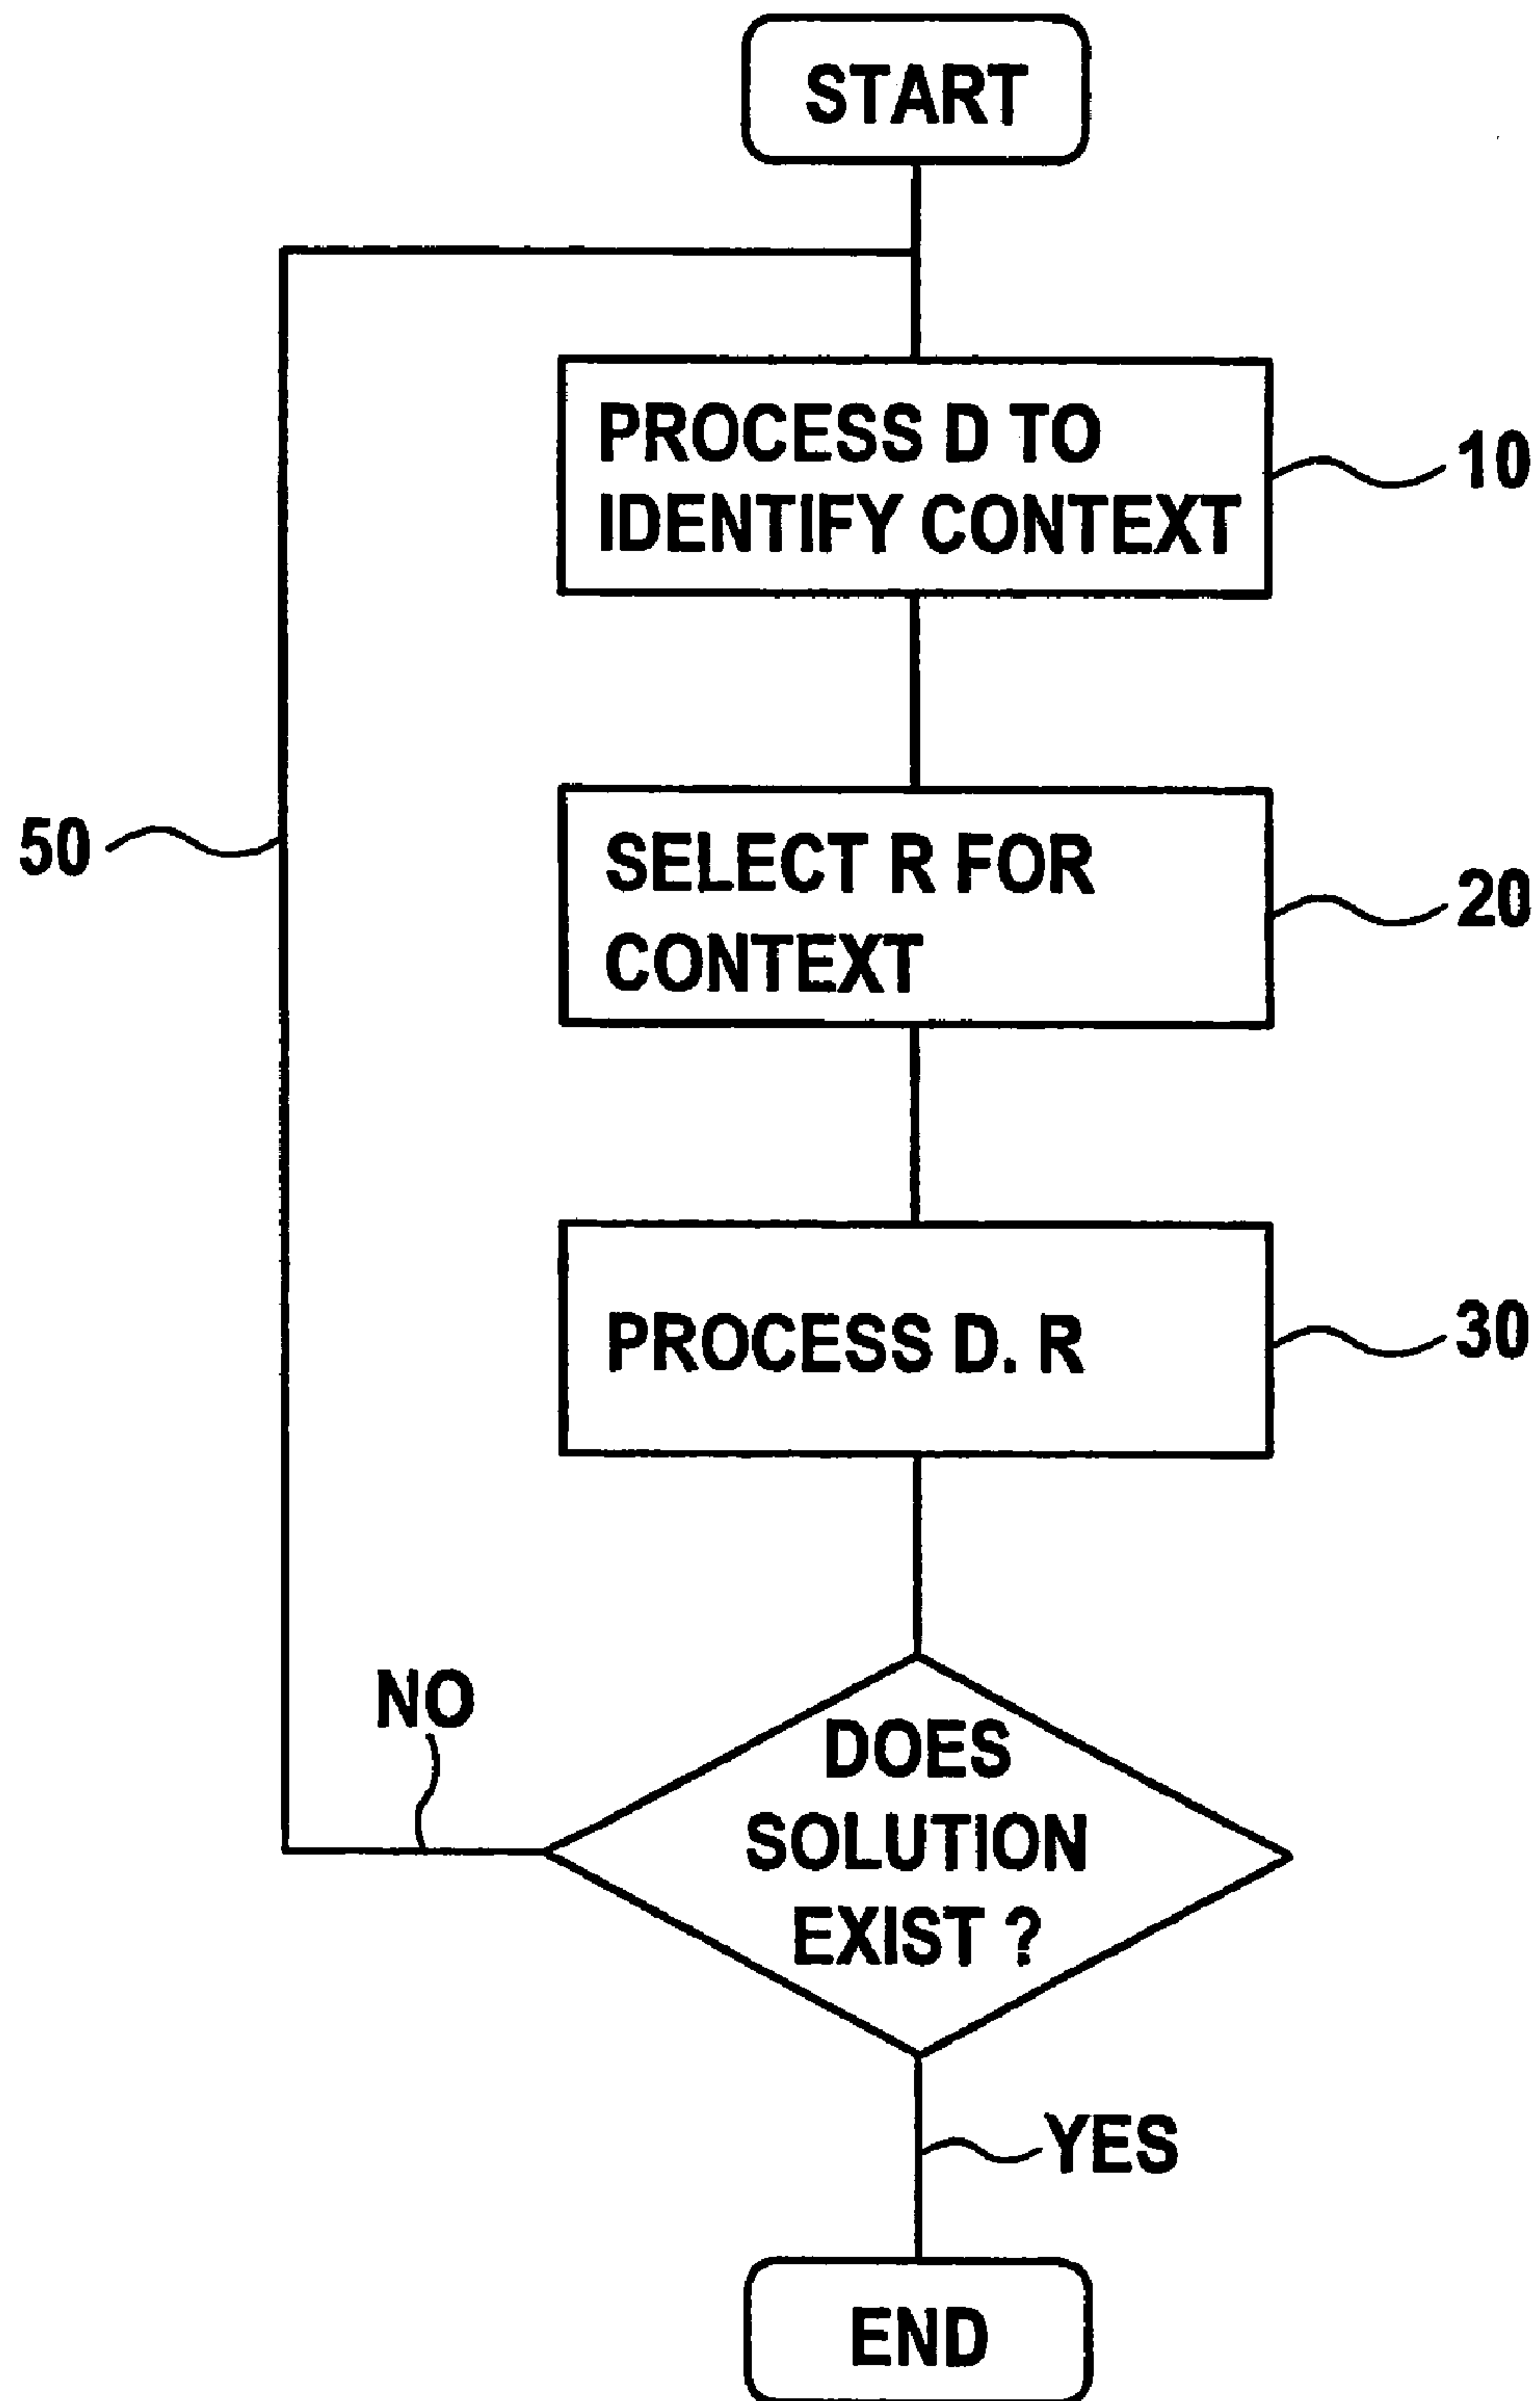 START
PROCESS D TO
IDENTIFY CONTEXT
10
50
SELECT R FOR
CONTEXT
20
PROCESS D. R
30
NO
DOES
SOLUTION
EXIST ?
YES
END